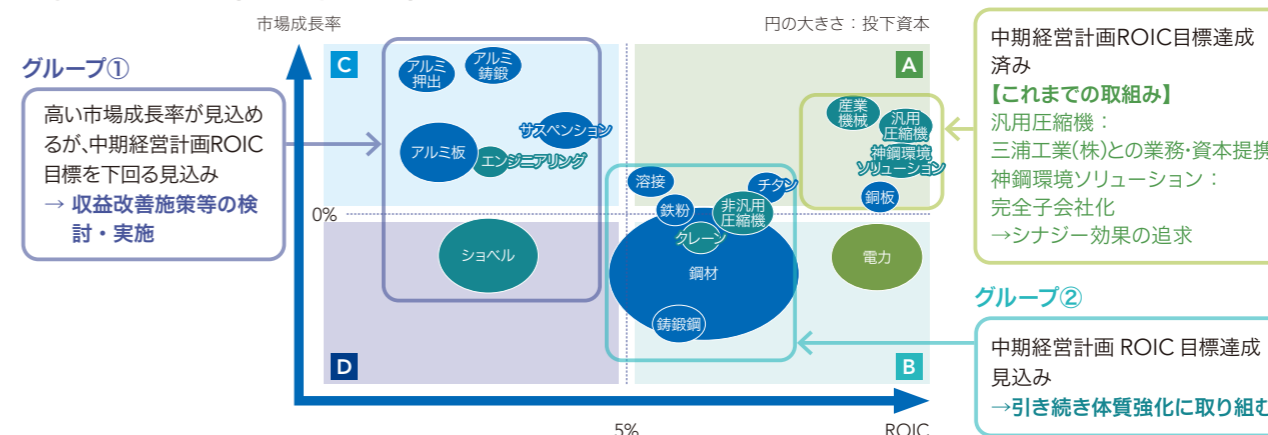 市場成長率
円の大きさ：投下資本
グループ①
高い市場成長率が見込め
るが、中期経営計画ROIC
目標を下回る見込み
→ 収益改善施策等の検
討・実施
C
A
アルミ
押出
アルミ
鋳鍛
サスペンション
アルミ板
エンジニアリング
産業
機械
汎用
圧縮機
神鋼環境
ソリューション
銅板
溶接
チタン
鉄粉
非汎用
圧縮機
クレーン
0%
ショベル
鋼材
電力
鋳鍛鋼
D
B
5%
ROIC
中期経営計画ROIC目標達成
済み
【これまでの取組み】
汎用圧縮機：
三浦工業(株)との業務・資本提携
神鋼環境ソリューション：
完全子会社化
→シナジー効果の追求
グループ②
中期経営計画 ROIC 目標達成
見込み
→引き続き体質強化に取り組む